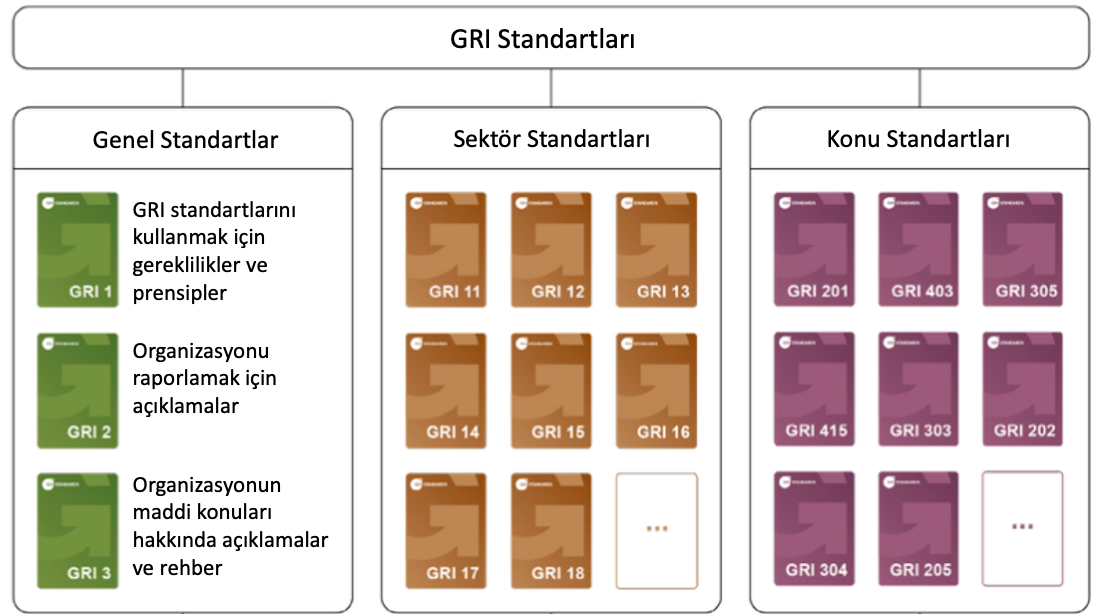 GRI Standartları
Genel Standartlar
GRI 1
GRI standartlarını
kullanmak için
gereklilikler ve
prensipler
GRI 2
Organizasyonu
raporlamak için
açıklamalar
GRI 3
Organizasyonun
maddi konuları
hakkında açıklamalar
ve rehber
Sektör Standartları
GRI 11
GRI 12
GRI 13
GRI 14
GRI 15
GRI 16
GRI 17
GRI 18
...
Konu Standartları
GRI 201
GRI 403
GRI 305
GRI 415
GRI 303
GRI 202
GRI 304
GRI 205
...